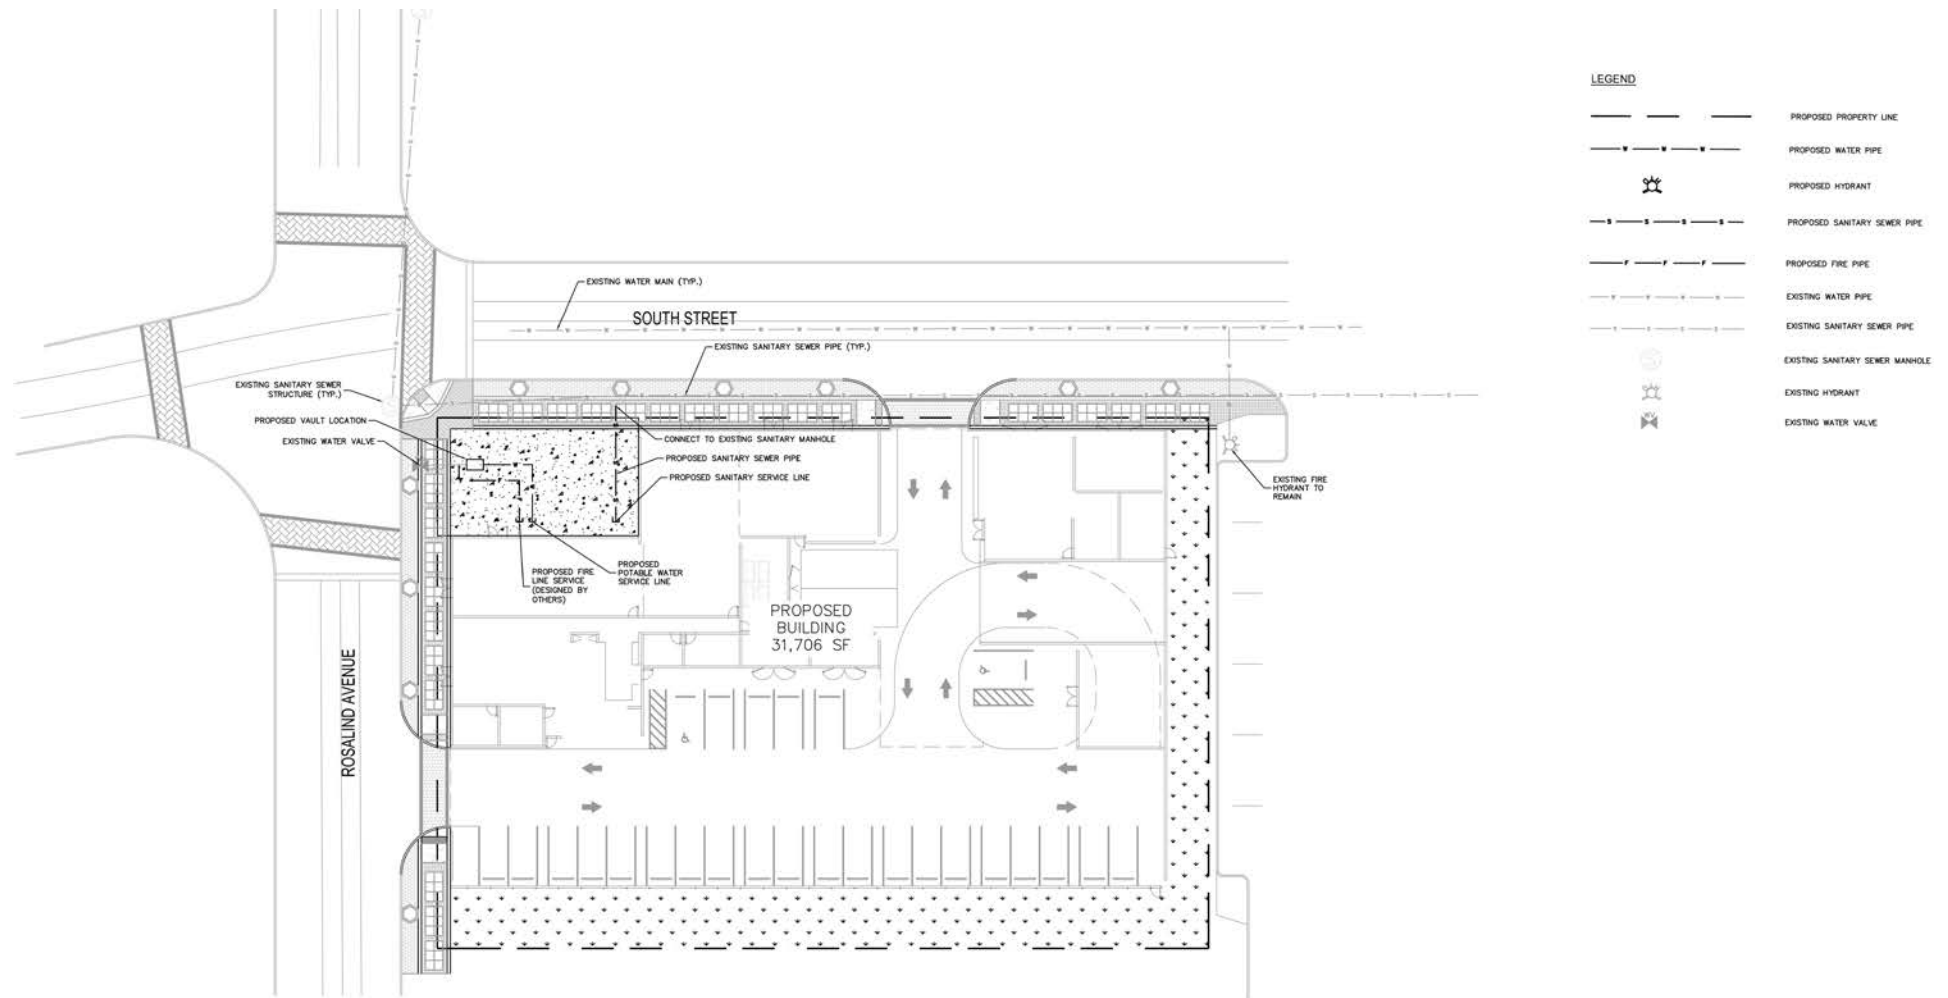 LEGEND
PROPOSED PROPERTY LINE
PROPOSED WATER PIPE
PROPOSED HYDRANT
PROPOSED SANITARY SEWER PIPE
PROPOSED FIRE PIPE
EXISTING WATER PIPE
EXISTING SANITARY SEWER PIPE
EXISTING SANITARY SEWER MANHOLE
EXISTING HYDRANT
EXISTING WATER VALVE
EXISTING WATER MAIN (TYP.)
SOUTH STREET
EXISTING SANITARY SEWER PIPE (TYP.)
EXISTING SANITARY SEWER
STRUCTURE (TYP.)
PROPOSED VAULT LOCATION
EXISTING WATER VALVE
CONNECT TO EXISTING SANITARY MANHOLE
PROPOSED SANITARY SEWER PIPE
PROPOSED SANITARY SERVICE LINE
EXISTING FIRE
HYDRANT TO
REMAIN
PROPOSED FIRE
LINE SERVICE
(DESIGNED BY
OTHERS)
PROPOSED
POTABLE WATER
SERVICE LINE
PROPOSED
BUILDING
31,706 SF
ROSALIND AVENUE